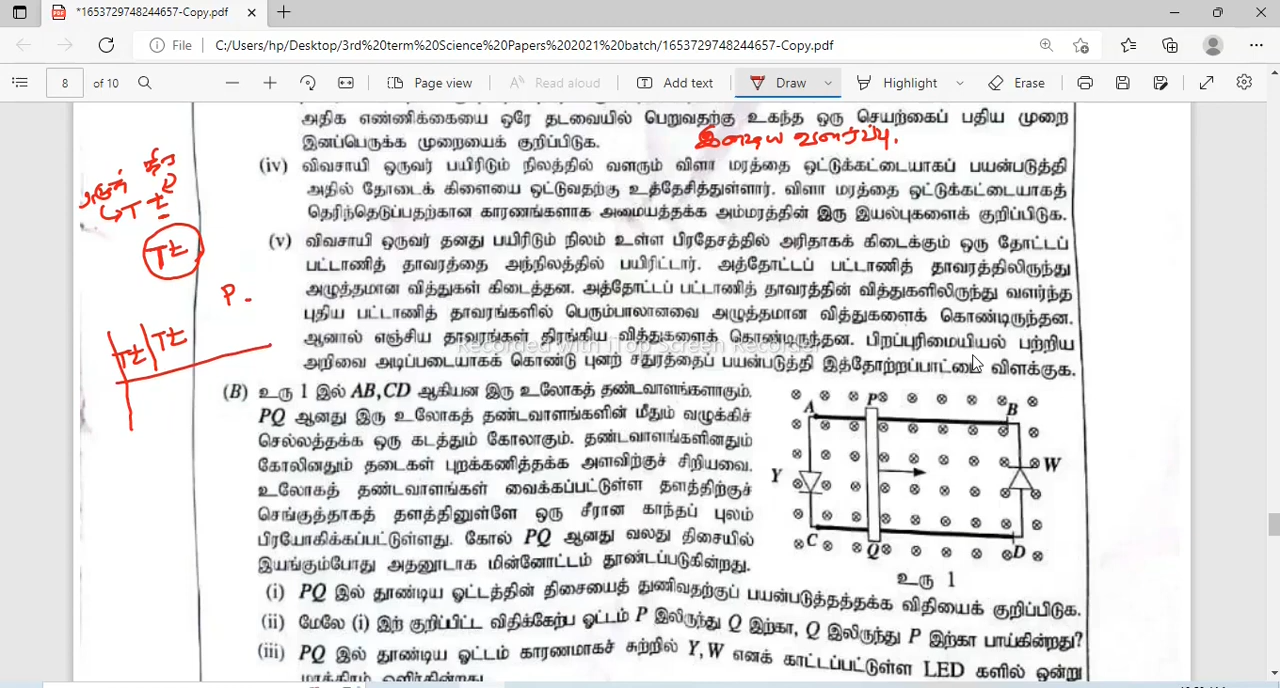 *1653729748244657-Copy.pdf
File C:/Users/hp/Desktop/3rd%20term%20Science%20Papers%202021%20batch/1653729748244657-Copy.pdf
8 of 10 Page view Read aloud Add text Draw Highlight Erase
அதிக எண்ணிக்கையை ஒரே தடவையில் பெறுவதற்கு உகந்த ஒரு செயற்கைப் பதிய முறை
இனப்பெருக்க முறையைக் குறிப்பிடுக. இளடிய வளர்ப்பு.
(iv) விவசாயி ஒருவர் பயிரிடும் நிலத்தில் வளரும் விளா மரத்தை ஒட்டுக்கட்டையாகப் பயன்படுத்தி
அதில் தோடைக் கிளையை ஒட்டுவதற்கு உத்தேசித்துள்ளார். விளா மரத்தை ஒட்டுக்கட்டையாகத்
தெரிந்தெடுப்பதற்கான காரணங்களாக அமையத்தக்க அம்மரத்தின் இரு இயல்புகளைக் குறிப்பிடுக.
T t
Tt
(v) விவசாயி ஒருவர் தனது பயிரிடும் நிலம் உள்ள பிரதேசத்தில் அரிதாகக் கிடைக்கும் ஒரு தோட்டப்
பட்டாணித் தாவரத்தை அந்நிலத்தில் பயிரிட்டார். அத்தோட்டப் பட்டாணித் தாவரத்திலிருந்து
அழுத்தமான வித்துகள் கிடைத்தன. அத்தோட்டப் பட்டாணித் தாவரத்தின் வித்துகளிலிருந்து வளர்ந்த
புதிய பட்டாணித் தாவரங்களில் பெரும்பாலானவை அழுத்தமான வித்துகளைக் கொண்டிருந்தன.
ஆனால் எஞ்சிய தாவரங்கள் திரங்கிய வித்துகளைக் கொண்டிருந்தன. பிறப்புரிமையியல் பற்றிய
அறிவை அடிப்படையாகக் கொண்டு புனற் சதுரத்தைப் பயன்படுத்தி இத்தோற்றப்பாட்டை விளக்குக.
P.
Tt Tt
Recorded with iTop Screen Recorder
(B) உரு 1 இல் AB, CD ஆகியன இரு உலோகத் தண்டவாளங்களாகும்.
PQ ஆனது இரு உலோகத் தண்டவாளங்களின் மீதும் வழுக்கிச்
செல்லத்தக்க ஒரு கடத்தும் கோலாகும். தண்டவாளங்களினதும்
கோலினதும் தடைகள் புறக்கணித்தக்க அளவிற்குச் சிறியவை.
உலோகத் தண்டவாளங்கள் வைக்கப்பட்டுள்ள தளத்திற்குச்
செங்குத்தாகத் தளத்தினுள்ளே ஒரு சீரான காந்தப் புலம்
பிரயோகிக்கப்பட்டுள்ளது. கோல் PQ ஆனது வலது திசையில்
இயங்கும்போது அதனூடாக மின்னோட்டம் தூண்டப்படுகின்றது.
A P B
Y W
C Q D
உரு 1
(i) PQ இல் தூண்டிய ஓட்டத்தின் திசையைத் துணிவதற்குப் பயன்படுத்தத்தக்க விதியைக் குறிப்பிடுக.
(ii) மேலே (i) இற் குறிப்பிட்ட விதிக்கேற்ப ஓட்டம் P இலிருந்து Q இற்கா, Q இலிருந்து P இற்கா பாய்கின்றது?
(iii) PQ இல் தூண்டிய ஓட்டம் காரணமாகச் சுற்றில் Y, W எனக் காட்டப்பட்டுள்ள LED களில் ஒன்று
மாத்திரம் ஒளிர்கின்றது.